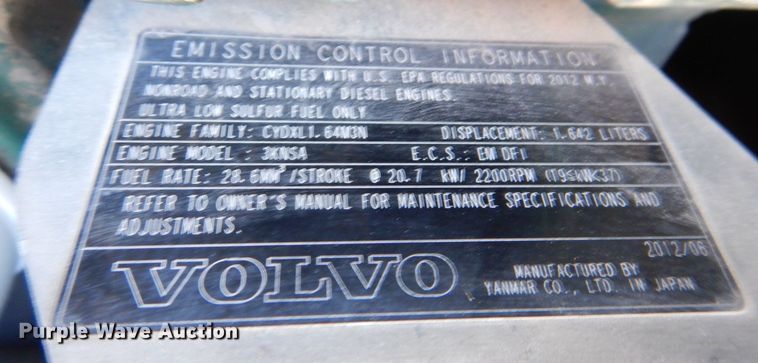 EMISSION CONTROL INFORMATION
THIS ENGINE COMPLIES WITH U.S. EPA REGULATIONS FOR 2012 M.Y.
NONROAD AND STATIONARY DIESEL ENGINES.
ULTRA LOW SULFUR FUEL ONLY
ENGINE FAMILY: CYDXL1.64M3N DISPLACEMENT: 1.642 LITERS
ENGINE MODEL : 3KNSA E.C.S.: EM DFI
FUEL RATE: 28.6MM³/STROKE @ 20.7 kW/ 2200RPM (19≤kW<37)
REFER TO OWNER'S MANUAL FOR MAINTENANCE SPECIFICATIONS AND
ADJUSTMENTS.
2012/06
VOLVO
MANUFACTURED BY
YANMAR CO., LTD. IN JAPAN
Purple Wave Auction